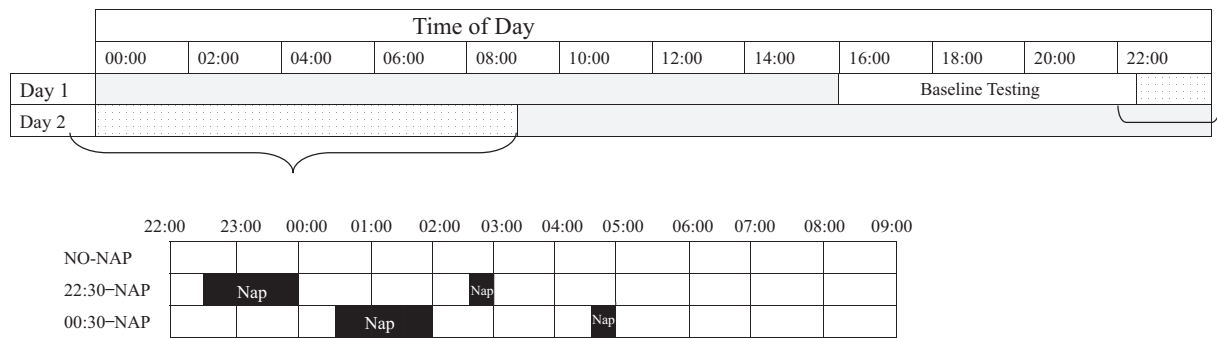 Time of Day
00:00 02:00 04:00 06:00 08:00 10:00 12:00 14:00 16:00 18:00 20:00 22:00
Day 1 Baseline Testing
Day 2
22:00 23:00 00:00 01:00 02:00 03:00 04:00 05:00 06:00 07:00 08:00 09:00
NO-NAP
22:30–NAP Nap Nap
00:30–NAP Nap Nap